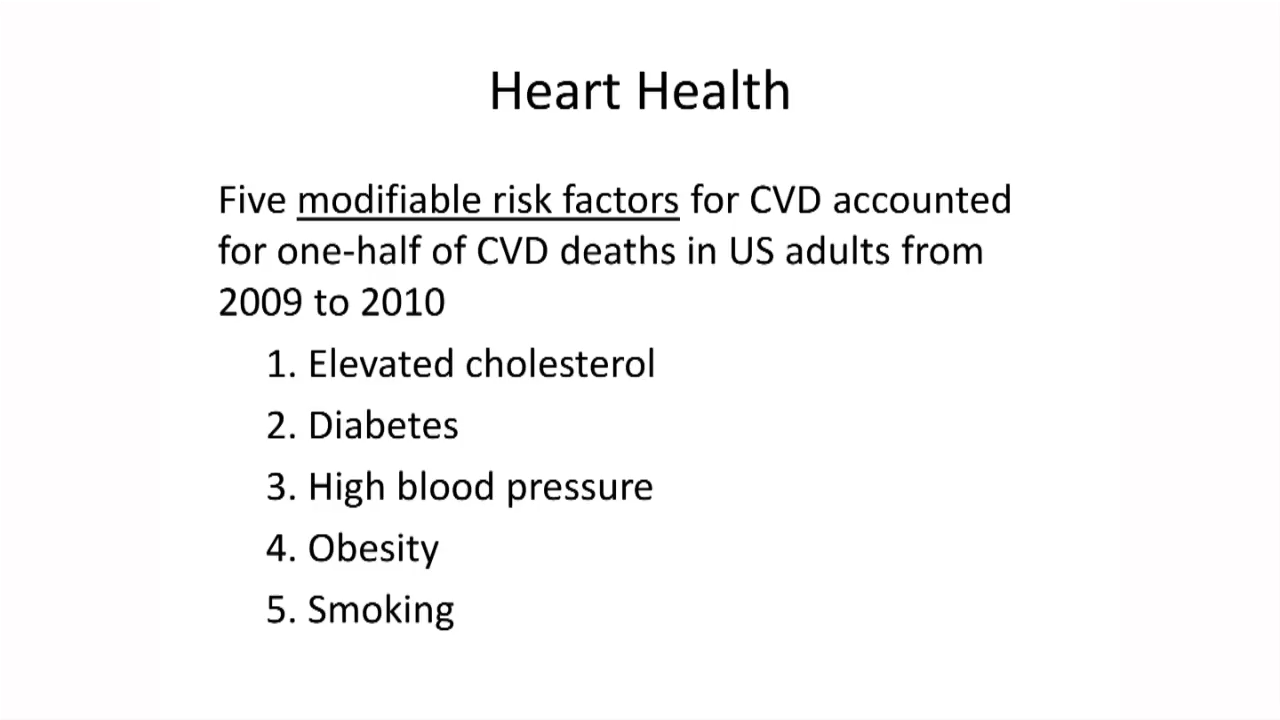 Heart Health
Five modifiable risk factors for CVD accounted
for one-half of CVD deaths in US adults from
2009 to 2010
1. Elevated cholesterol
2. Diabetes
3. High blood pressure
4. Obesity
5. Smoking